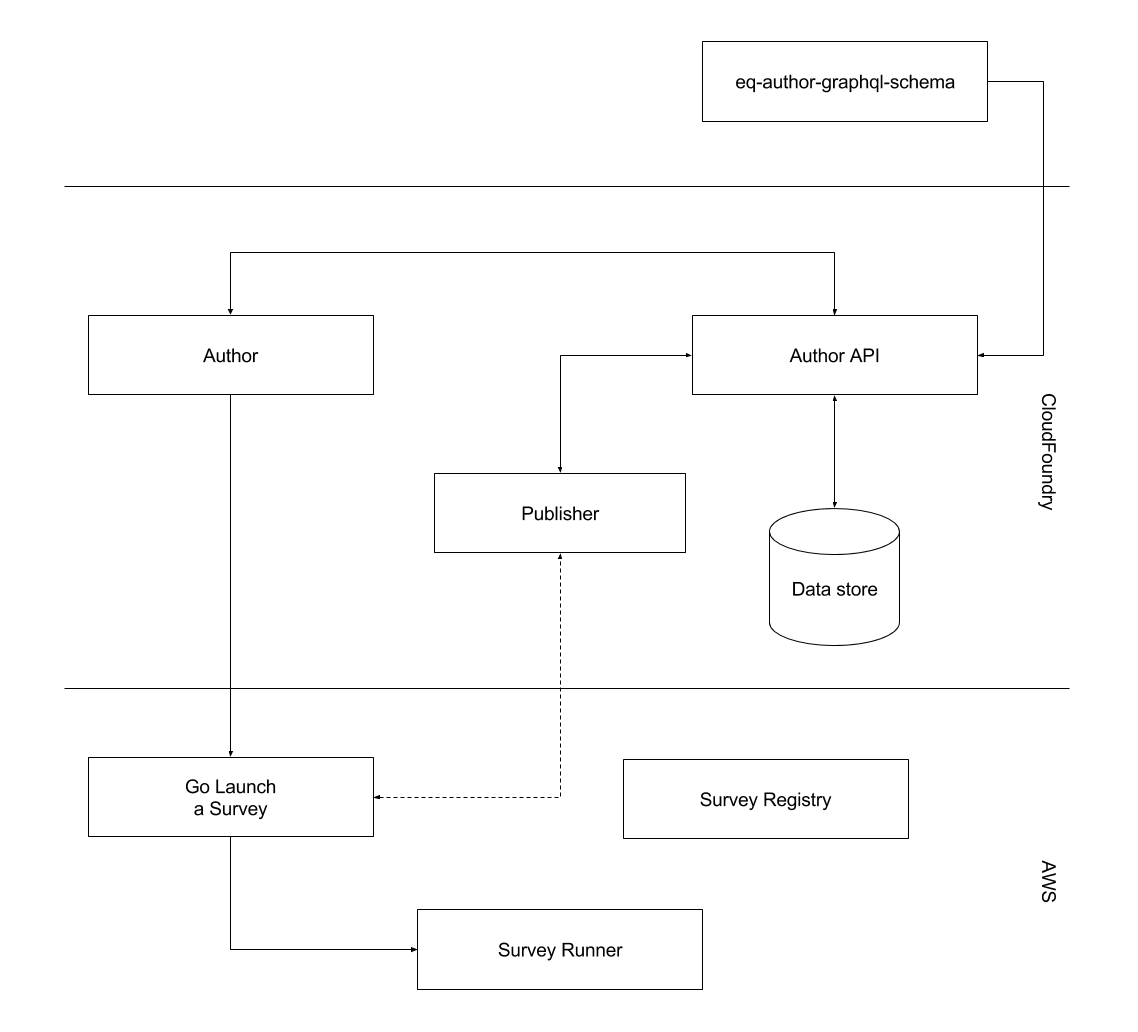 eq-author-graphql-schema
Author
Author API
CloudFoundry
Publisher
Data store
Go Launch
a Survey
Survey Registry
AWS
Survey Runner